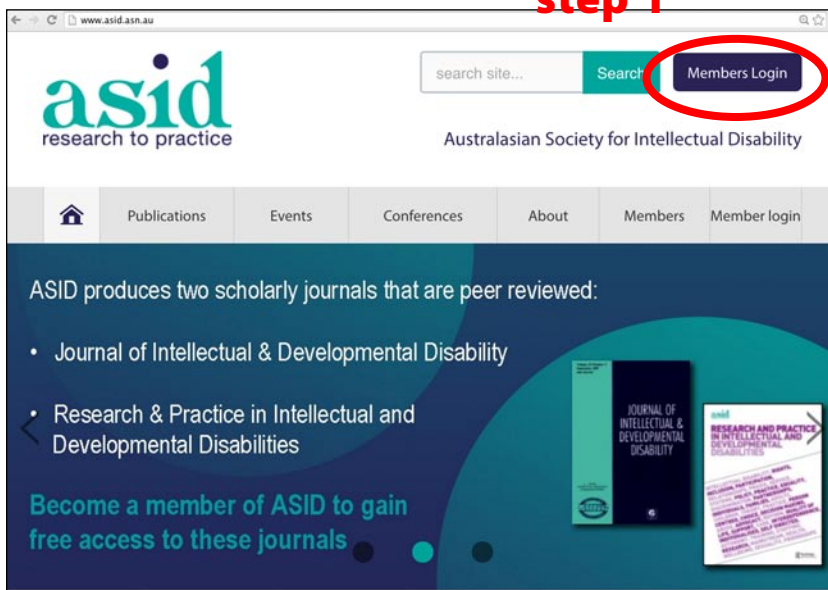 step 1
www.asid.asn.au
search site...
Search
Members Login
asid
research to practice
Australasian Society for Intellectual Disability
Publications
Events
Conferences
About
Members
Member login
ASID produces two scholarly journals that are peer reviewed:
• Journal of Intellectual & Developmental Disability
• Research & Practice in Intellectual and
Developmental Disabilities
Become a member of ASID to gain
free access to these journals
JOURNAL OF
INTELLECTUAL &
DEVELOPMENTAL
DISABILITY
asid
RESEARCH AND PRACTICE
IN INTELLECTUAL AND
DEVELOPMENTAL
DISABILITIES